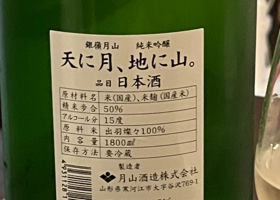 銀嶺月山 純米吟醸
天に月、地に山。
品目 日本酒
原材料名 米(国産)、米麹(国産米)
精米歩合 50%
アルコール分 15度
原料米 出羽燦々100%
内容量 1800㎖
保存方法 要冷蔵
製造者
月山酒造株式会社
山形県寒河江市大字谷沢769-1